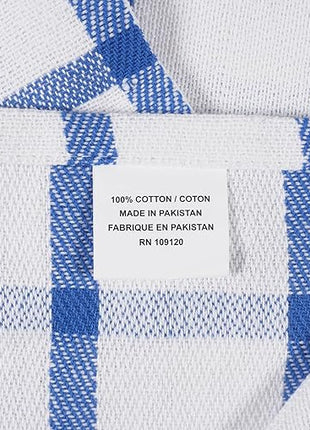 100% COTTON / COTON
MADE IN PAKISTAN
FABRIQUE EN PAKISTAN
RN 109120